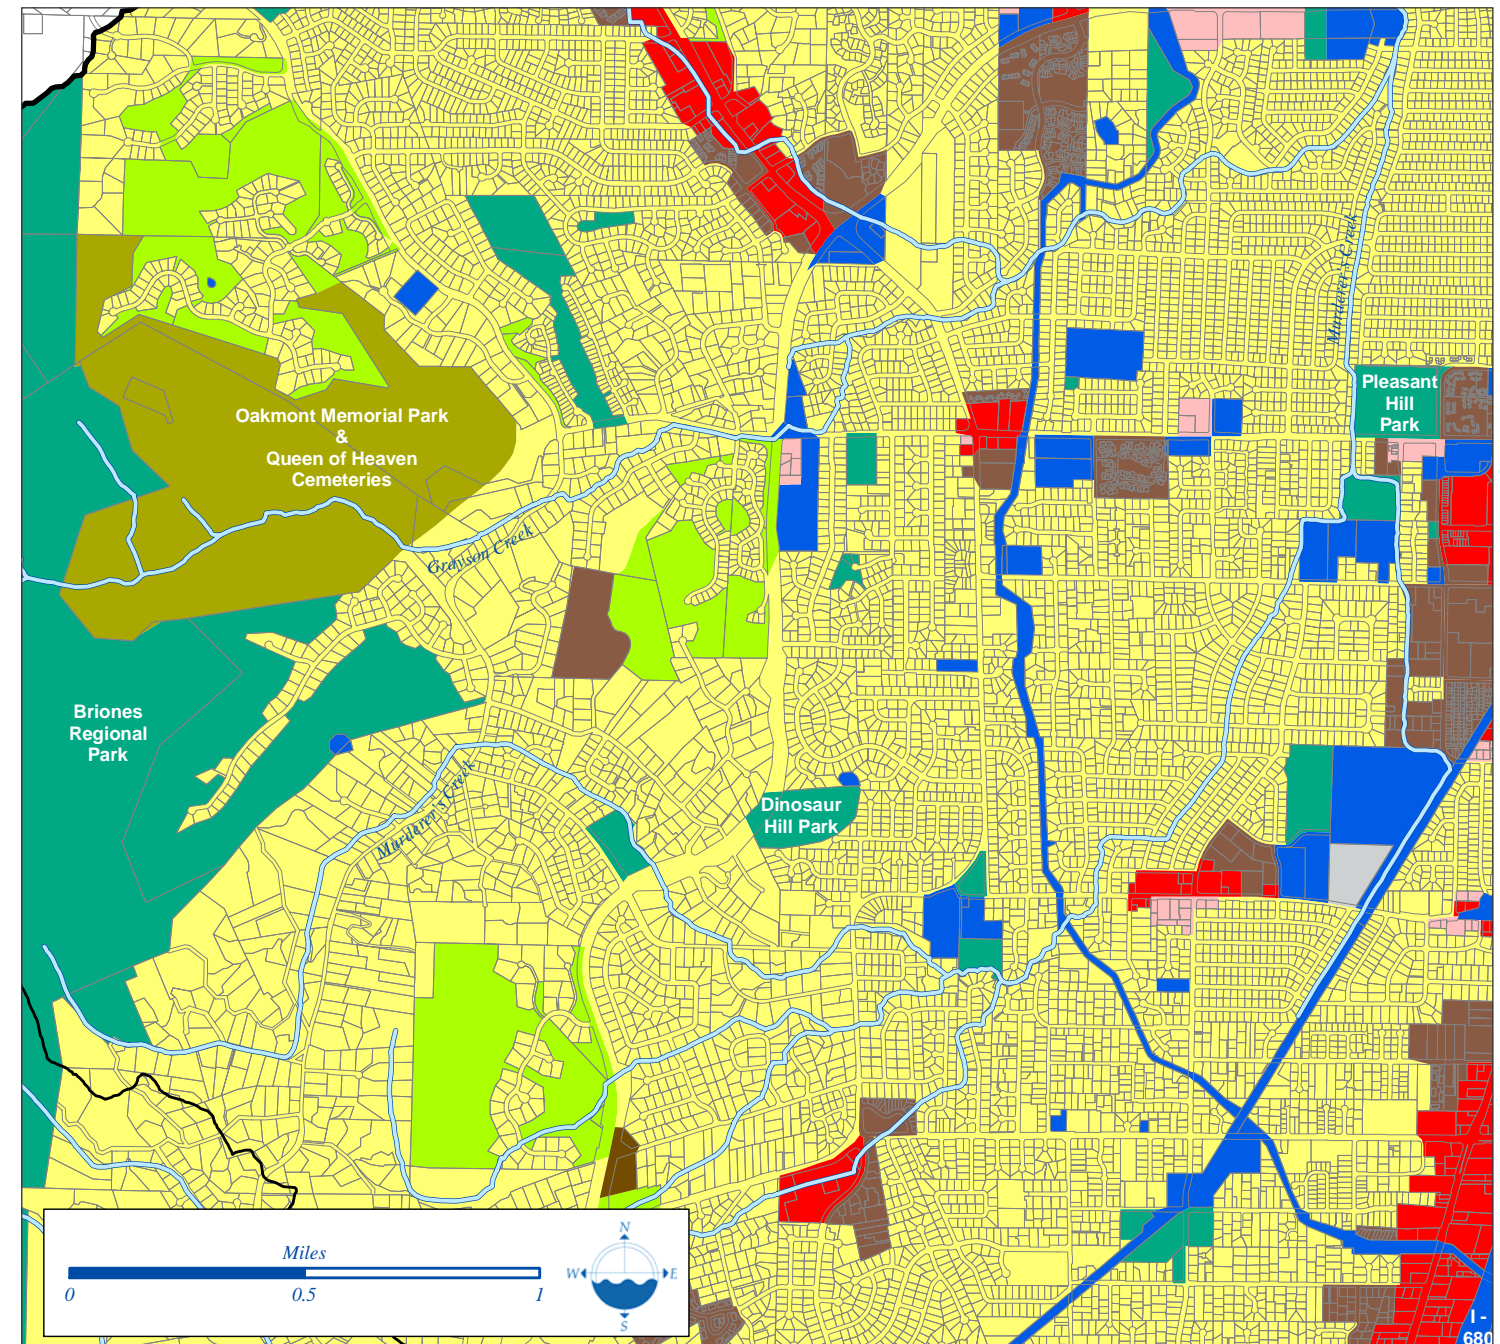 Murderer's Creek
Pleasant
Hill
Park
Oakmont Memorial Park
&
Queen of Heaven
Cemeteries
Grayson Creek
Briones
Regional
Park
Murderer's Creek
Dinosaur
Hill Park
Miles
0 0.5 1
N
W E
S
I -
680